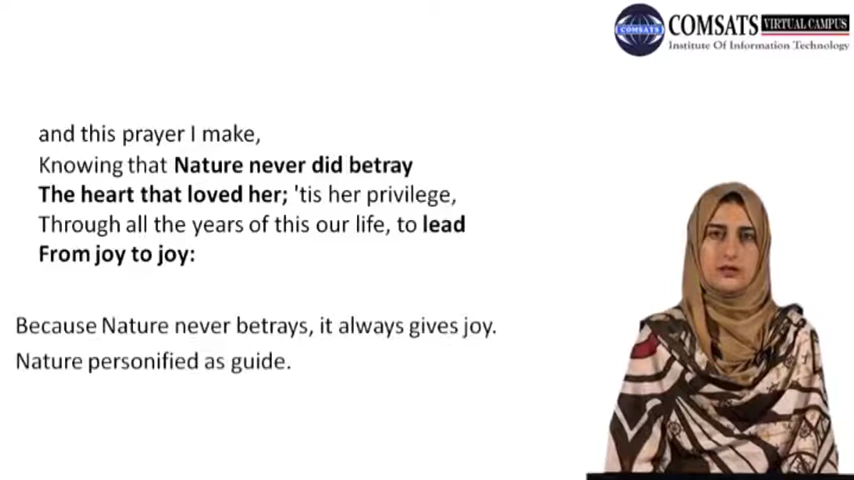 COMSATS VIRTUAL CAMPUS
COMSATS
Institute Of Information Technology
and this prayer I make,
Knowing that Nature never did betray
The heart that loved her; 'tis her privilege,
Through all the years of this our life, to lead
From joy to joy:
Because Nature never betrays, it always gives joy.
Nature personified as guide.